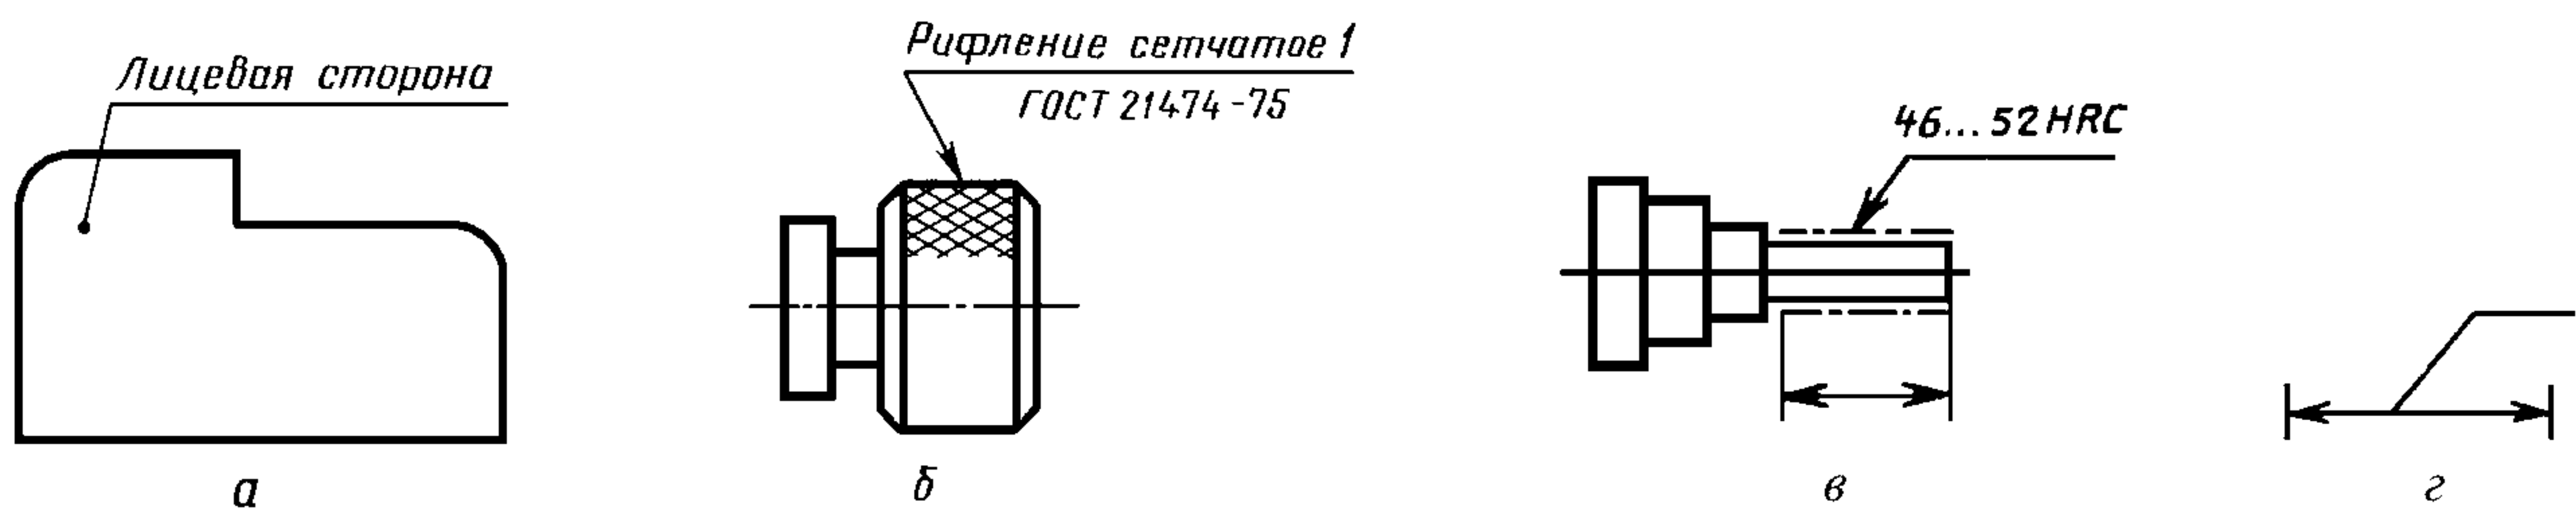 Лицевая сторона
Рифление сетчатое 1
ГОСТ 21474-75
46...52 HRC
а
б
в
г